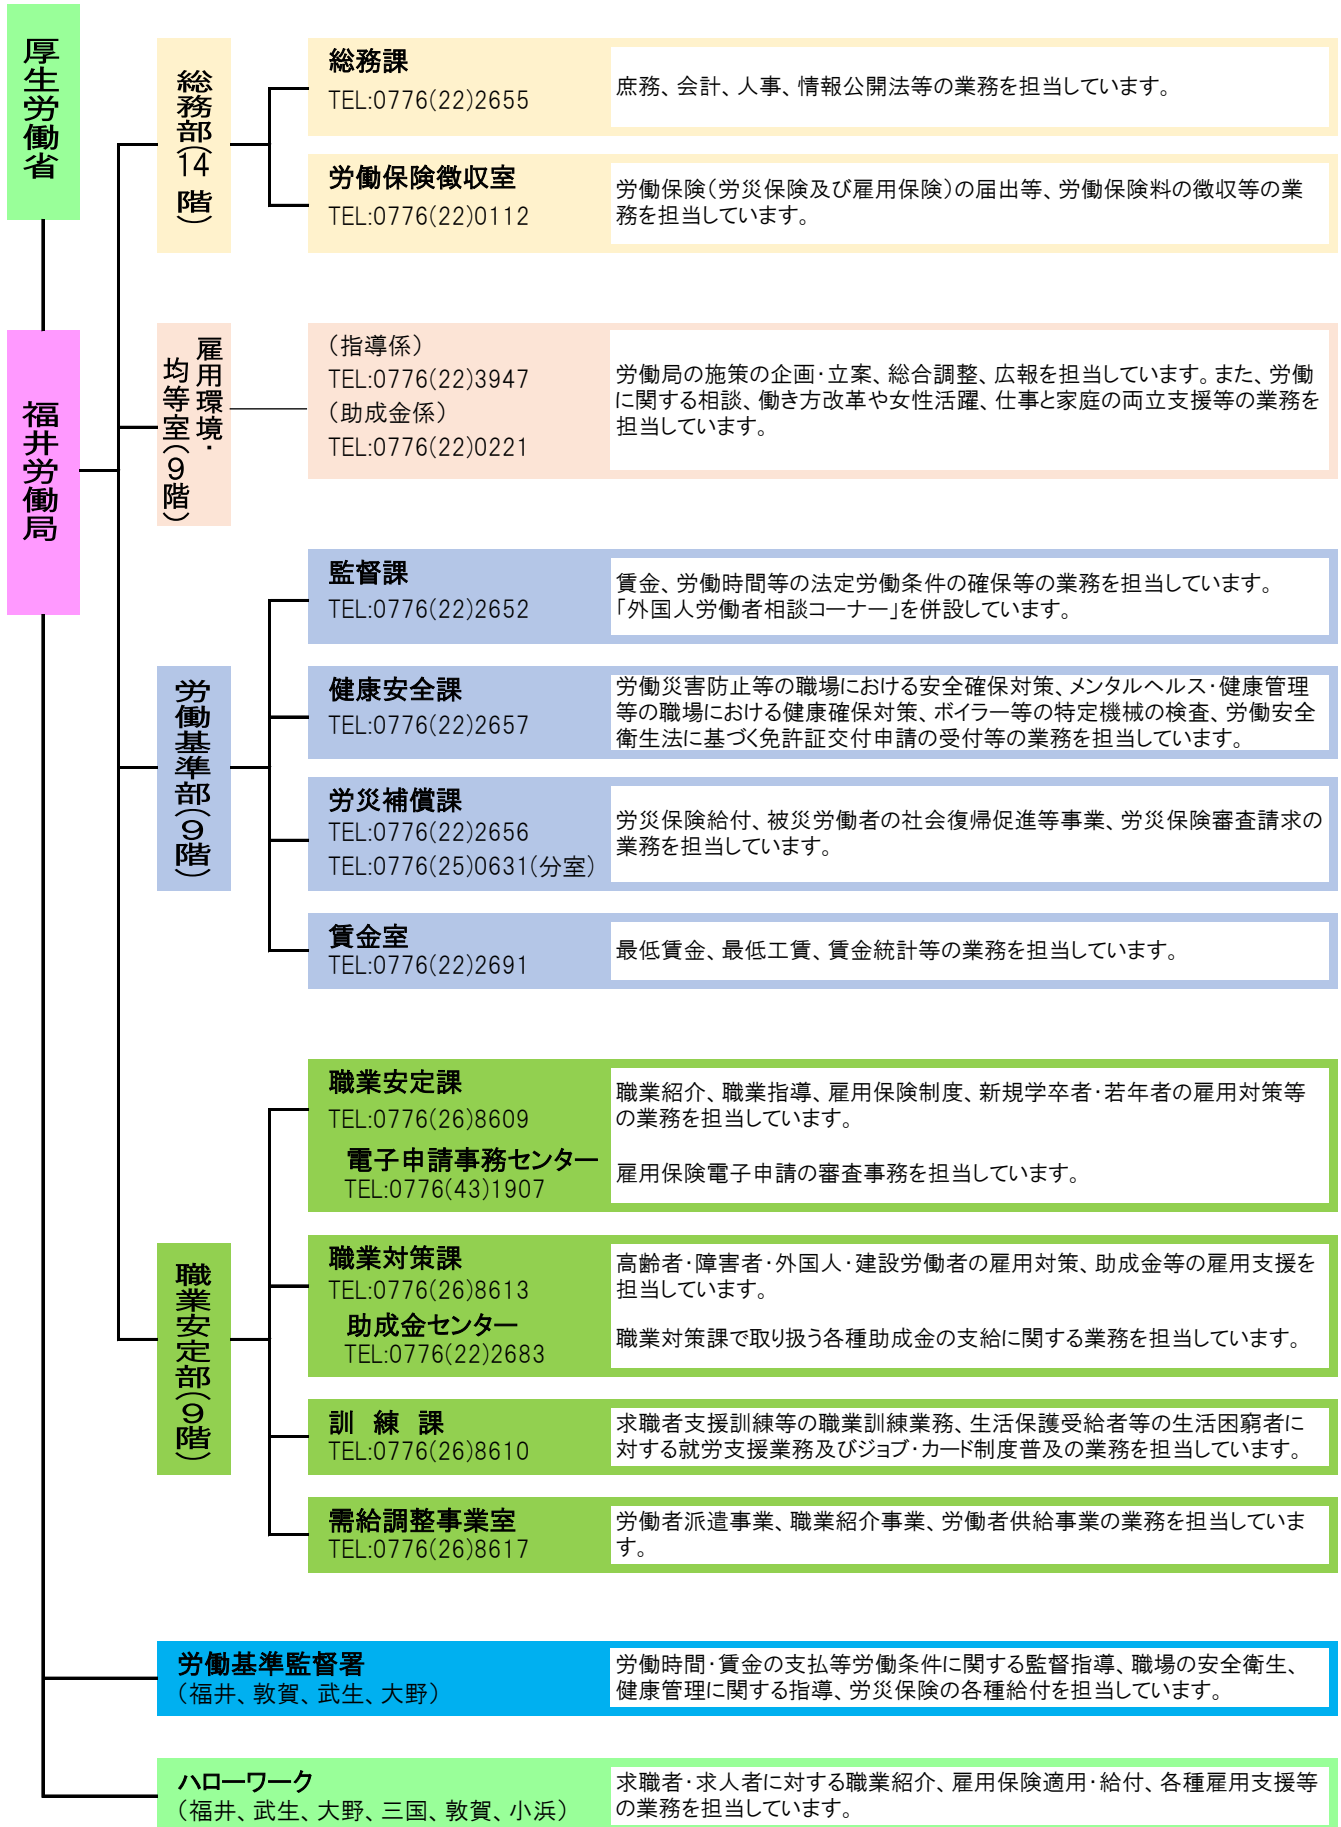 厚生労働省
福井労働局
総務部(14階)
総務課
TEL:0776(22)2655
庶務、会計、人事、情報公開法等の業務を担当しています。
労働保険徴収室
TEL:0776(22)0112
労働保険(労災保険及び雇用保険)の届出等、労働保険料の徴収等の業
務を担当しています。
雇用環境・
均等室(9階)
(指導係)
TEL:0776(22)3947
(助成金係)
TEL:0776(22)0221
労働局の施策の企画・立案、総合調整、広報を担当しています。また、労働
に関する相談、働き方改革や女性活躍、仕事と家庭の両立支援等の業務を
担当しています。
労働基準部(9階)
監督課
TEL:0776(22)2652
賃金、労働時間等の法定労働条件の確保等の業務を担当しています。
「外国人労働者相談コーナー」を併設しています。
健康安全課
TEL:0776(22)2657
労働災害防止等の職場における安全確保対策、メンタルヘルス・健康管理
等の職場における健康確保対策、ボイラー等の特定機械の検査、労働安全
衛生法に基づく免許証交付申請の受付等の業務を担当しています。
労災補償課
TEL:0776(22)2656
TEL:0776(25)0631(分室)
労災保険給付、被災労働者の社会復帰促進等事業、労災保険審査請求の
業務を担当しています。
賃金室
TEL:0776(22)2691
最低賃金、最低工賃、賃金統計等の業務を担当しています。
職業安定部(9階)
職業安定課
TEL:0776(26)8609
職業紹介、職業指導、雇用保険制度、新規学卒者・若年者の雇用対策等
の業務を担当しています。
電子申請事務センター
TEL:0776(43)1907
雇用保険電子申請の審査事務を担当しています。
職業対策課
TEL:0776(26)8613
高齢者・障害者・外国人・建設労働者の雇用対策、助成金等の雇用支援を
担当しています。
助成金センター
TEL:0776(22)2683
職業対策課で取り扱う各種助成金の支給に関する業務を担当しています。
訓 練 課
TEL:0776(26)8610
求職者支援訓練等の職業訓練業務、生活保護受給者等の生活困窮者に
対する就労支援業務及びジョブ・カード制度普及の業務を担当しています。
需給調整事業室
TEL:0776(26)8617
労働者派遣事業、職業紹介事業、労働者供給事業の業務を担当していま
す。
労働基準監督署
(福井、敦賀、武生、大野)
労働時間・賃金の支払等労働条件に関する監督指導、職場の安全衛生、
健康管理に関する指導、労災保険の各種給付を担当しています。
ハローワーク
(福井、武生、大野、三国、敦賀、小浜)
求職者・求人者に対する職業紹介、雇用保険適用・給付、各種雇用支援等
の業務を担当しています。